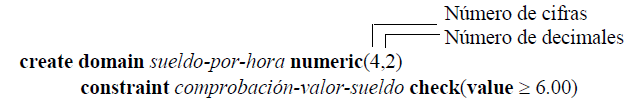 Número de cifras
Número de decimales
create domain sueldo-por-hora numeric(4,2)
constraint comprobación-valor-sueldo check(value ≥ 6.00)